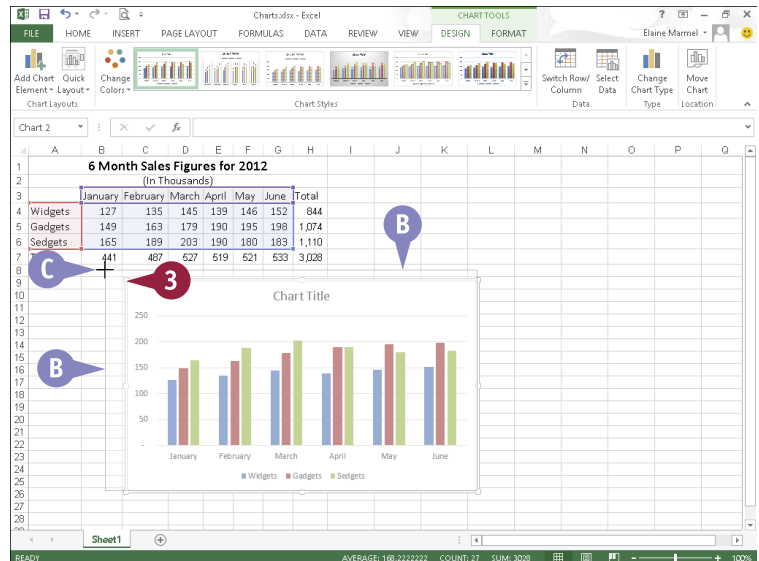 Charts.xlsx - Excel
CHART TOOLS
FILE HOME INSERT PAGE LAYOUT FORMULAS DATA REVIEW VIEW DESIGN FORMAT Elaine Marmel
Add Chart Element Quick Layout Change Colors Switch Row/ Column Select Data Change Chart Type Move Chart
Chart Layouts Chart Styles Data Type Location
Chart 2 fx
A B C D E F G H I J K L M N O P Q
1 6 Month Sales Figures for 2012
2 (In Thousands)
3 January February March April May June Total
4 Widgets 127 135 145 139 146 152 844
5 Gadgets 149 163 179 190 195 198 1,074
6 Sedgets 165 189 203 190 180 183 1,110
7 441 487 527 519 521 533 3,028
B
8
C
9
3
10
Chart Title
11
250
12
13
200
14
15
150
16
B
17
100
18
19
50
20
21
-
22
23
January February March April May June
24
Widgets Gadgets Sedgets
25
26
27
28
Sheet1
READY AVERAGE: 168.2222222 COUNT: 27 SUM: 3028 100%